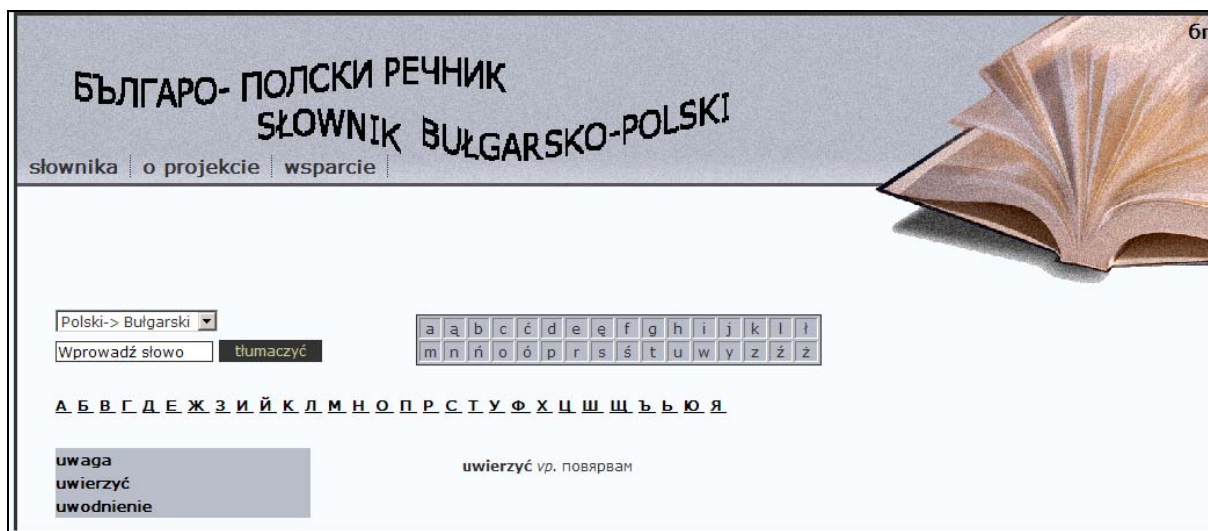 бг
БЪЛГАРО- ПОЛСКИ РЕЧНИК
SŁOWNIK BUŁGARSKO-POLSKI
słownika o projekcie wsparcie
Polski-> Bułgarski
Wprowadź słowo tłumaczyć
a ą b c ć d e ę f g h i j k l ł
m n ń o ó p r s ś t u w y z ź ż
А Б В Г Д Е Ж З И Й К Л М Н О П Р С Т У Ф Х Ц Ш Щ Ъ Ь Ю Я
uwaga
uwierzyć
uwodnienie
uwierzyć vp. повярвам